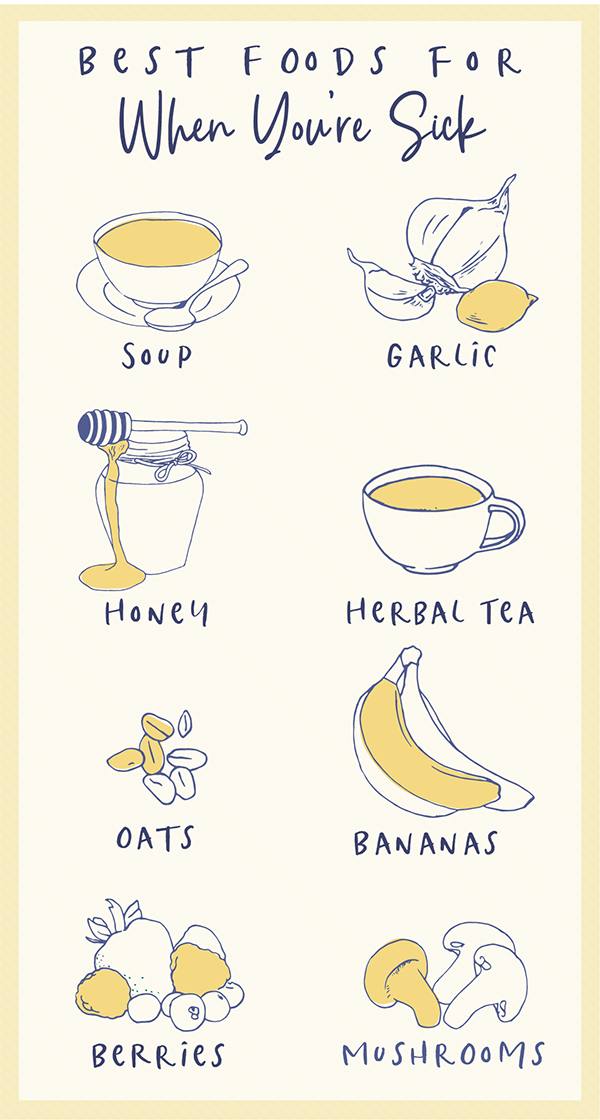 BEST FOODS FOR
When You're Sick
SOUP
GARLIC
HONEY
HERBAL TEA
OATS
BANANAS
BERRIES
MUSHROOMS